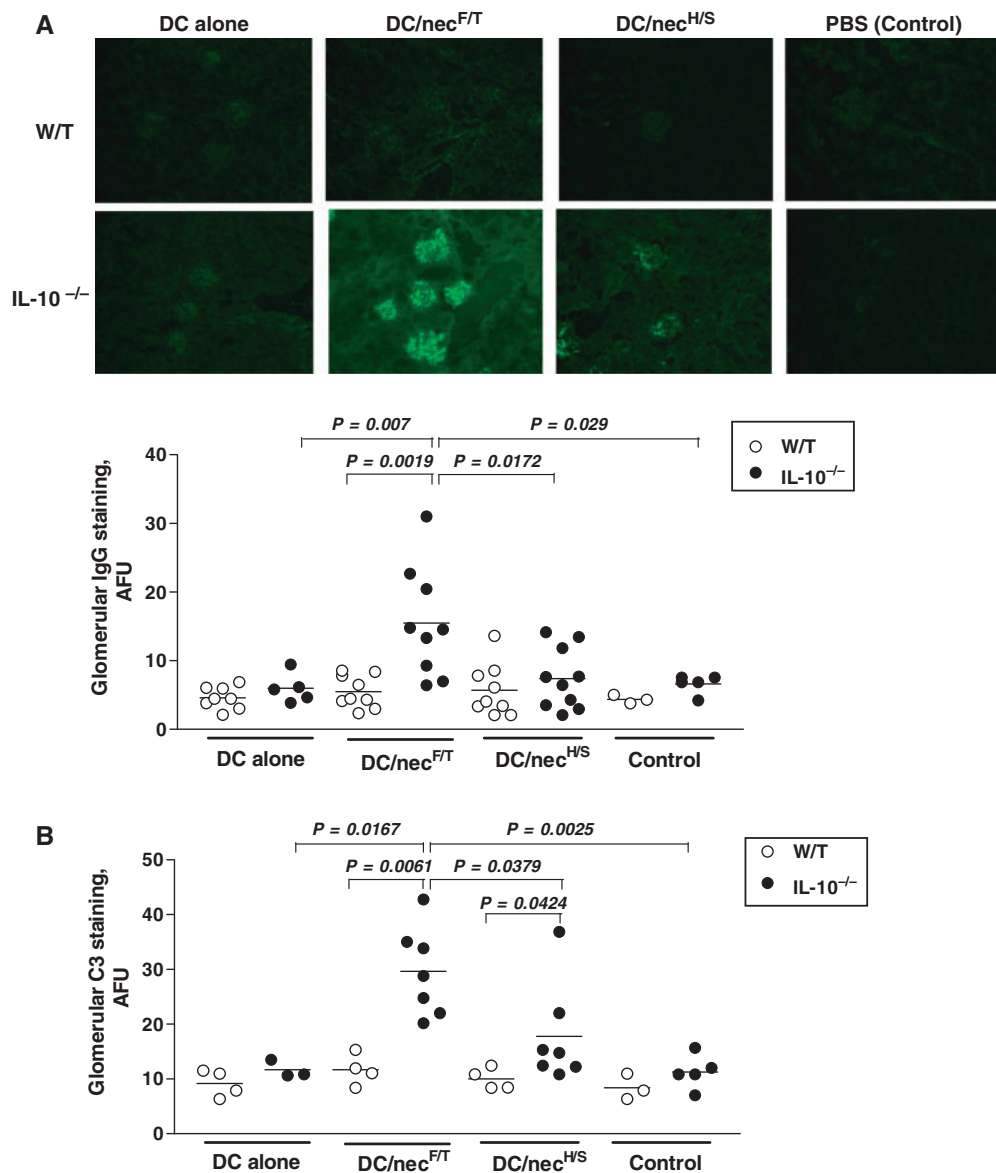 A
DC alone DC/nec^F/T DC/nec^H/S PBS (Control)
W/T
IL-10 −/−
P = 0.007 P = 0.029
P = 0.0019 P = 0.0172
W/T
IL-10−/−
Glomerular IgG staining,
AFU
40
30
20
10
0
DC alone DC/nec^F/T DC/nec^H/S Control
B
P = 0.0167 P = 0.0025
P = 0.0061 P = 0.0379
P = 0.0424
W/T
IL-10−/−
Glomerular C3 staining,
AFU
50
40
30
20
10
0
DC alone DC/nec^F/T DC/nec^H/S Control